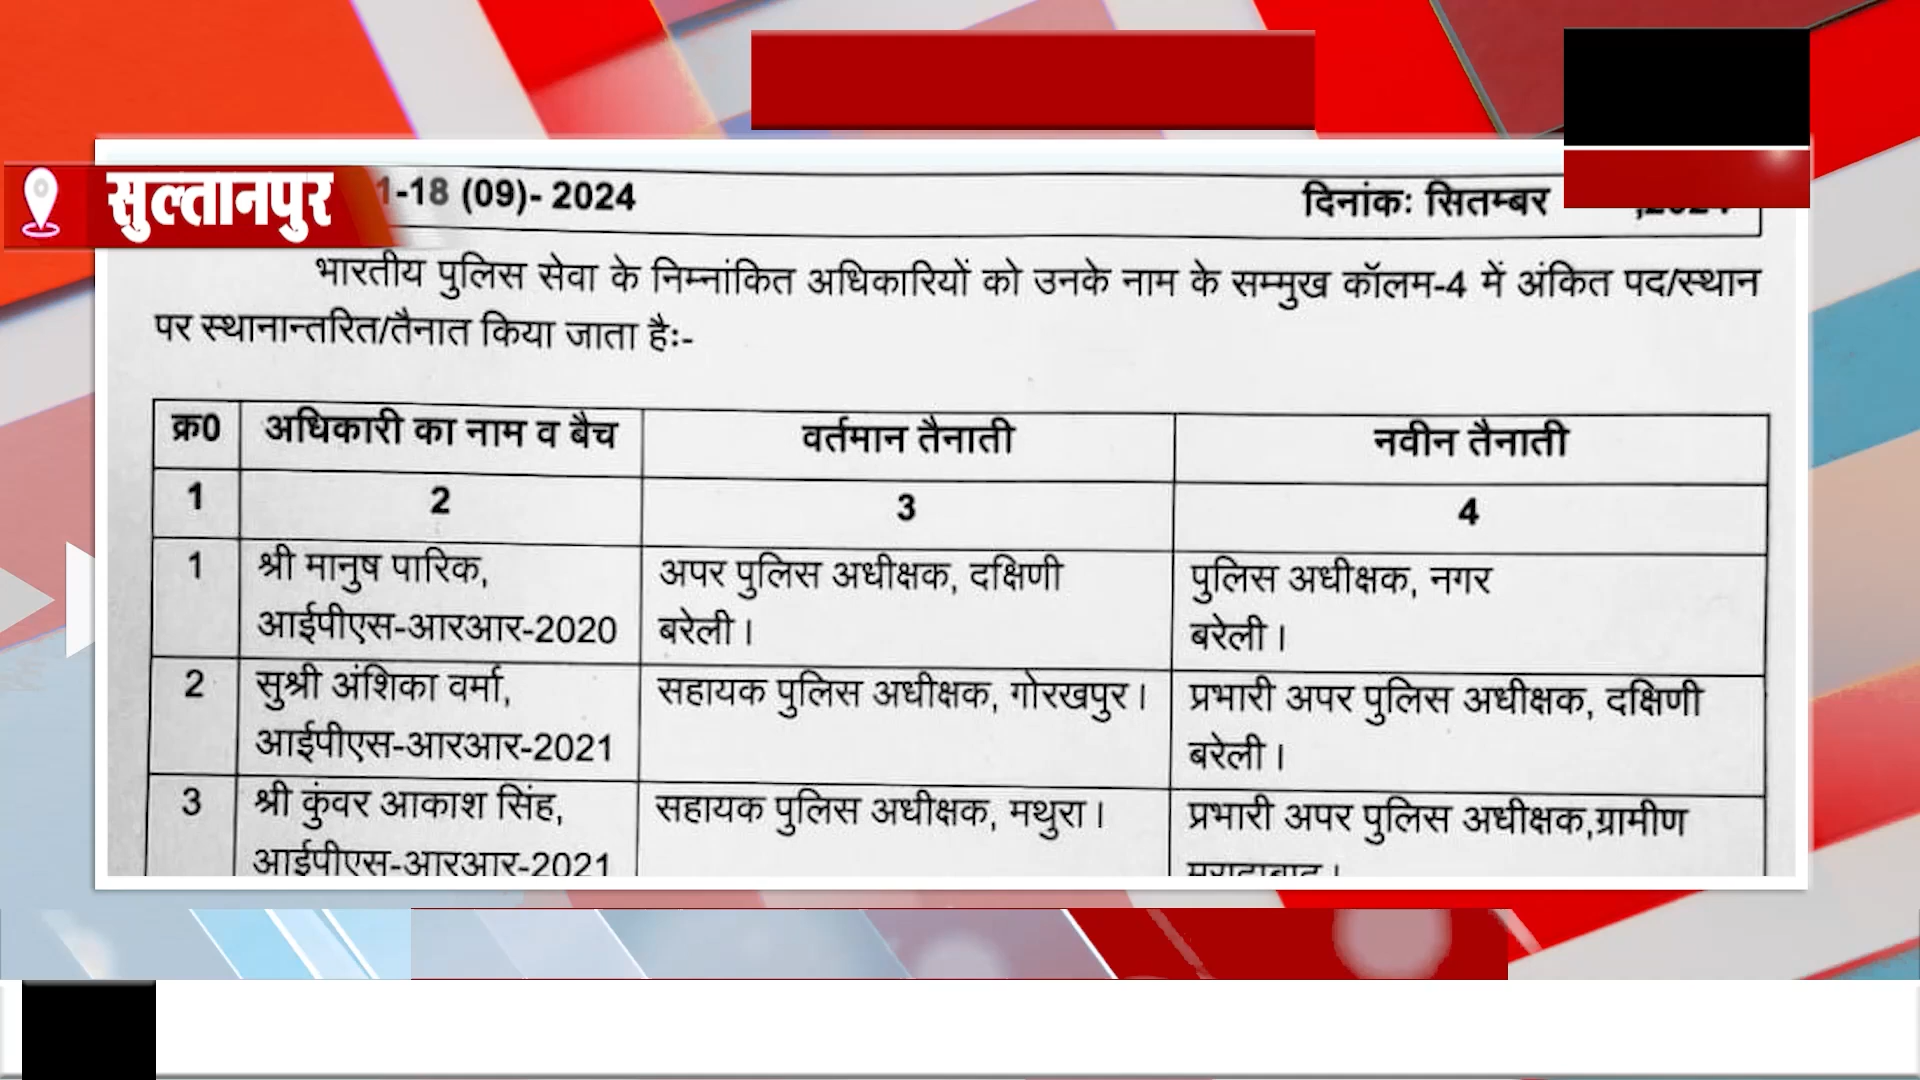 सुल्तानपुर
1-18 (09)- 2024 दिनांकः सितम्बर ,2024
भारतीय पुलिस सेवा के निम्नांकित अधिकारियों को उनके नाम के सम्मुख कॉलम-4 में अंकित पद/स्थान
पर स्थानान्तरित/तैनात किया जाता हैः-
क्र0 अधिकारी का नाम व बैच वर्तमान तैनाती नवीन तैनाती
1 2 3 4
1 श्री मानुष पारिक, अपर पुलिस अधीक्षक, दक्षिणी पुलिस अधीक्षक, नगर
आईपीएस-आरआर-2020 बरेली। बरेली।
2 सुश्री अंशिका वर्मा, सहायक पुलिस अधीक्षक, गोरखपुर। प्रभारी अपर पुलिस अधीक्षक, दक्षिणी
आईपीएस-आरआर-2021 बरेली।
3 श्री कुंवर आकाश सिंह, सहायक पुलिस अधीक्षक, मथुरा। प्रभारी अपर पुलिस अधीक्षक,ग्रामीण
आईपीएस-आरआर-2021